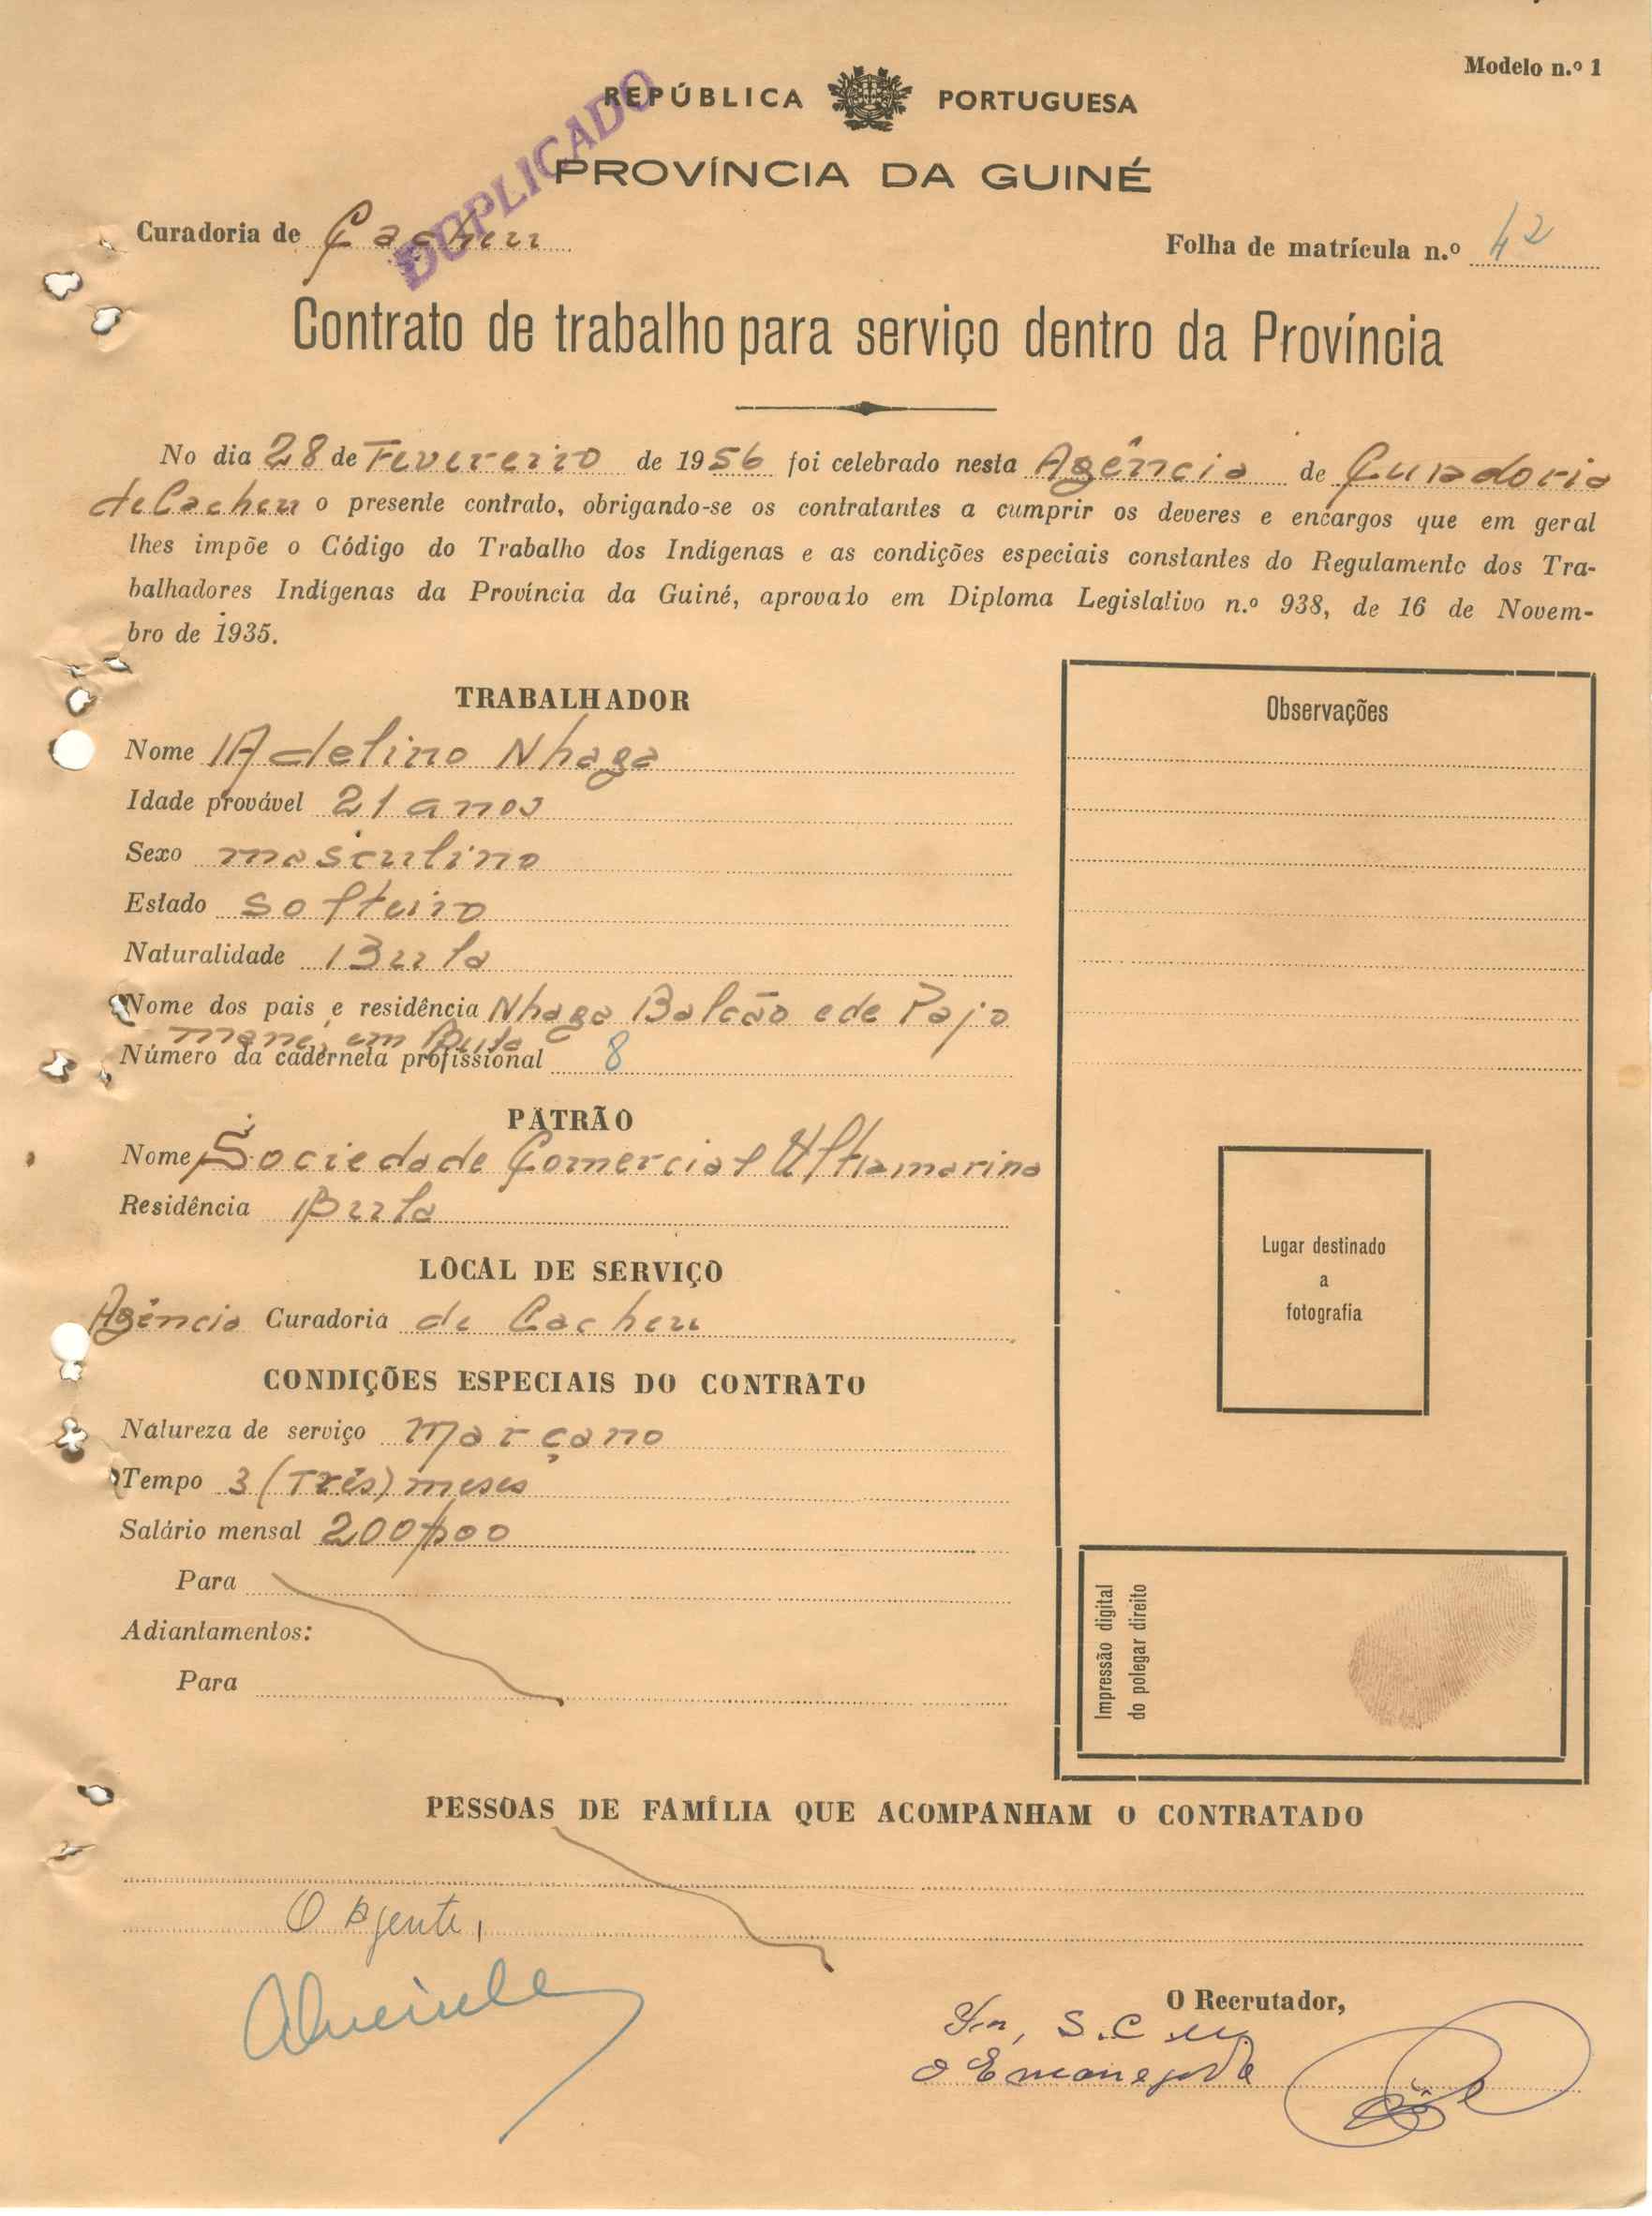 Modelo n.º 1
REPÚBLICA PORTUGUESA
DUPLICADO
PROVÍNCIA DA GUINÉ
Curadoria de Cacheu
Folha de matrícula n.º 42
Contrato de trabalho para serviço dentro da Província
No dia 28 de Fevereiro de 1956 foi celebrado nesta Agência de Curadoria
de Cacheu o presente contrato, obrigando-se os contratantes a cumprir os deveres e encargos que em geral
lhes impõe o Código do Trabalho dos Indígenas e as condições especiais constantes do Regulamento dos Tra-
balhadores Indígenas da Província da Guiné, aprovado em Diploma Legislativo n.º 938, de 16 de Novem-
bro de 1935.
TRABALHADOR
Nome Adelino Nhaga
Idade provável 21 anos
Sexo masculino
Estado solteiro
Naturalidade Bula
Nome dos pais e residência Nhaga Balcão e de Pajo
mané, em Bula
Número da caderneta profissional 8
PATRÃO
Nome Sociedade Comercial Ultramarina
Residência Bula
LOCAL DE SERVIÇO
Agência Curadoria de Cacheu
CONDIÇÕES ESPECIAIS DO CONTRATO
Natureza de serviço Marçano
Tempo 3 (Três) meses
Salário mensal 200$00
Para
Adiantamentos:
Para
Observações
Lugar destinado
a
fotografia
Impressão digital
do polegar direito
PESSOAS DE FAMÍLIA QUE ACOMPANHAM O CONTRATADO
O Agente,
O Recrutador,
S.C.U.